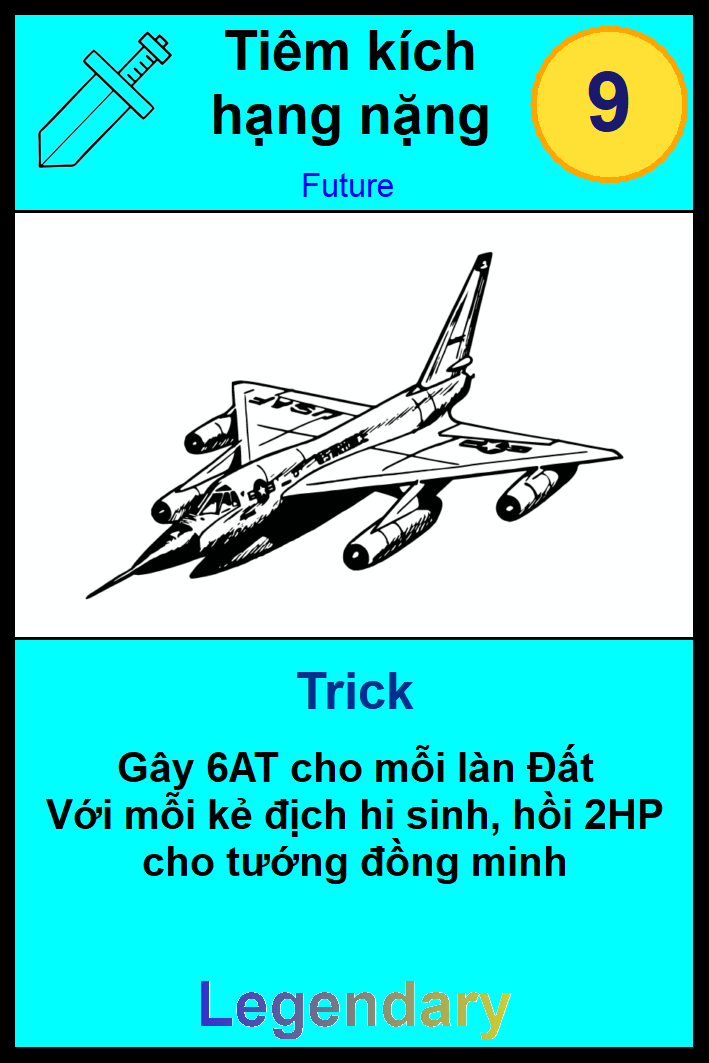 Tiêm kích
hạng nặng
9
Future
USAF
Trick
Gây 6AT cho mỗi làn Đất
Với mỗi kẻ địch hi sinh, hồi 2HP
cho tướng đồng minh
Legendary